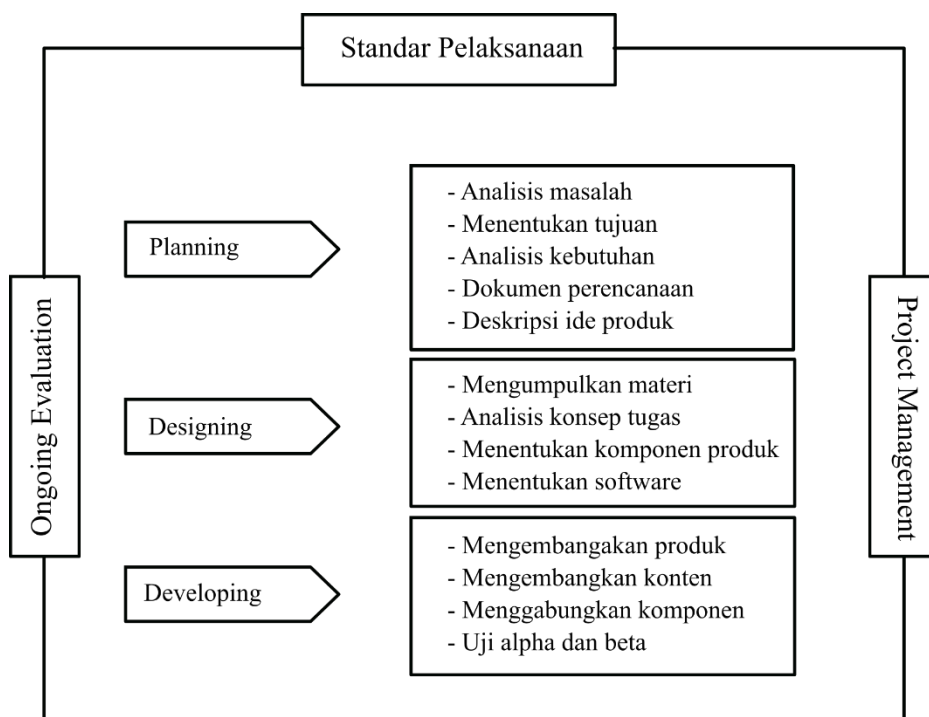 Standar Pelaksanaan
Planning
- Analisis masalah
- Menentukan tujuan
- Analisis kebutuhan
- Dokumen perencanaan
- Deskripsi ide produk
Ongoing Evaluation
Project Management
Designing
- Mengumpulkan materi
- Analisis konsep tugas
- Menentukan komponen produk
- Menentukan software
Developing
- Mengembangakan produk
- Mengembangkan konten
- Menggabungkan komponen
- Uji alpha dan beta